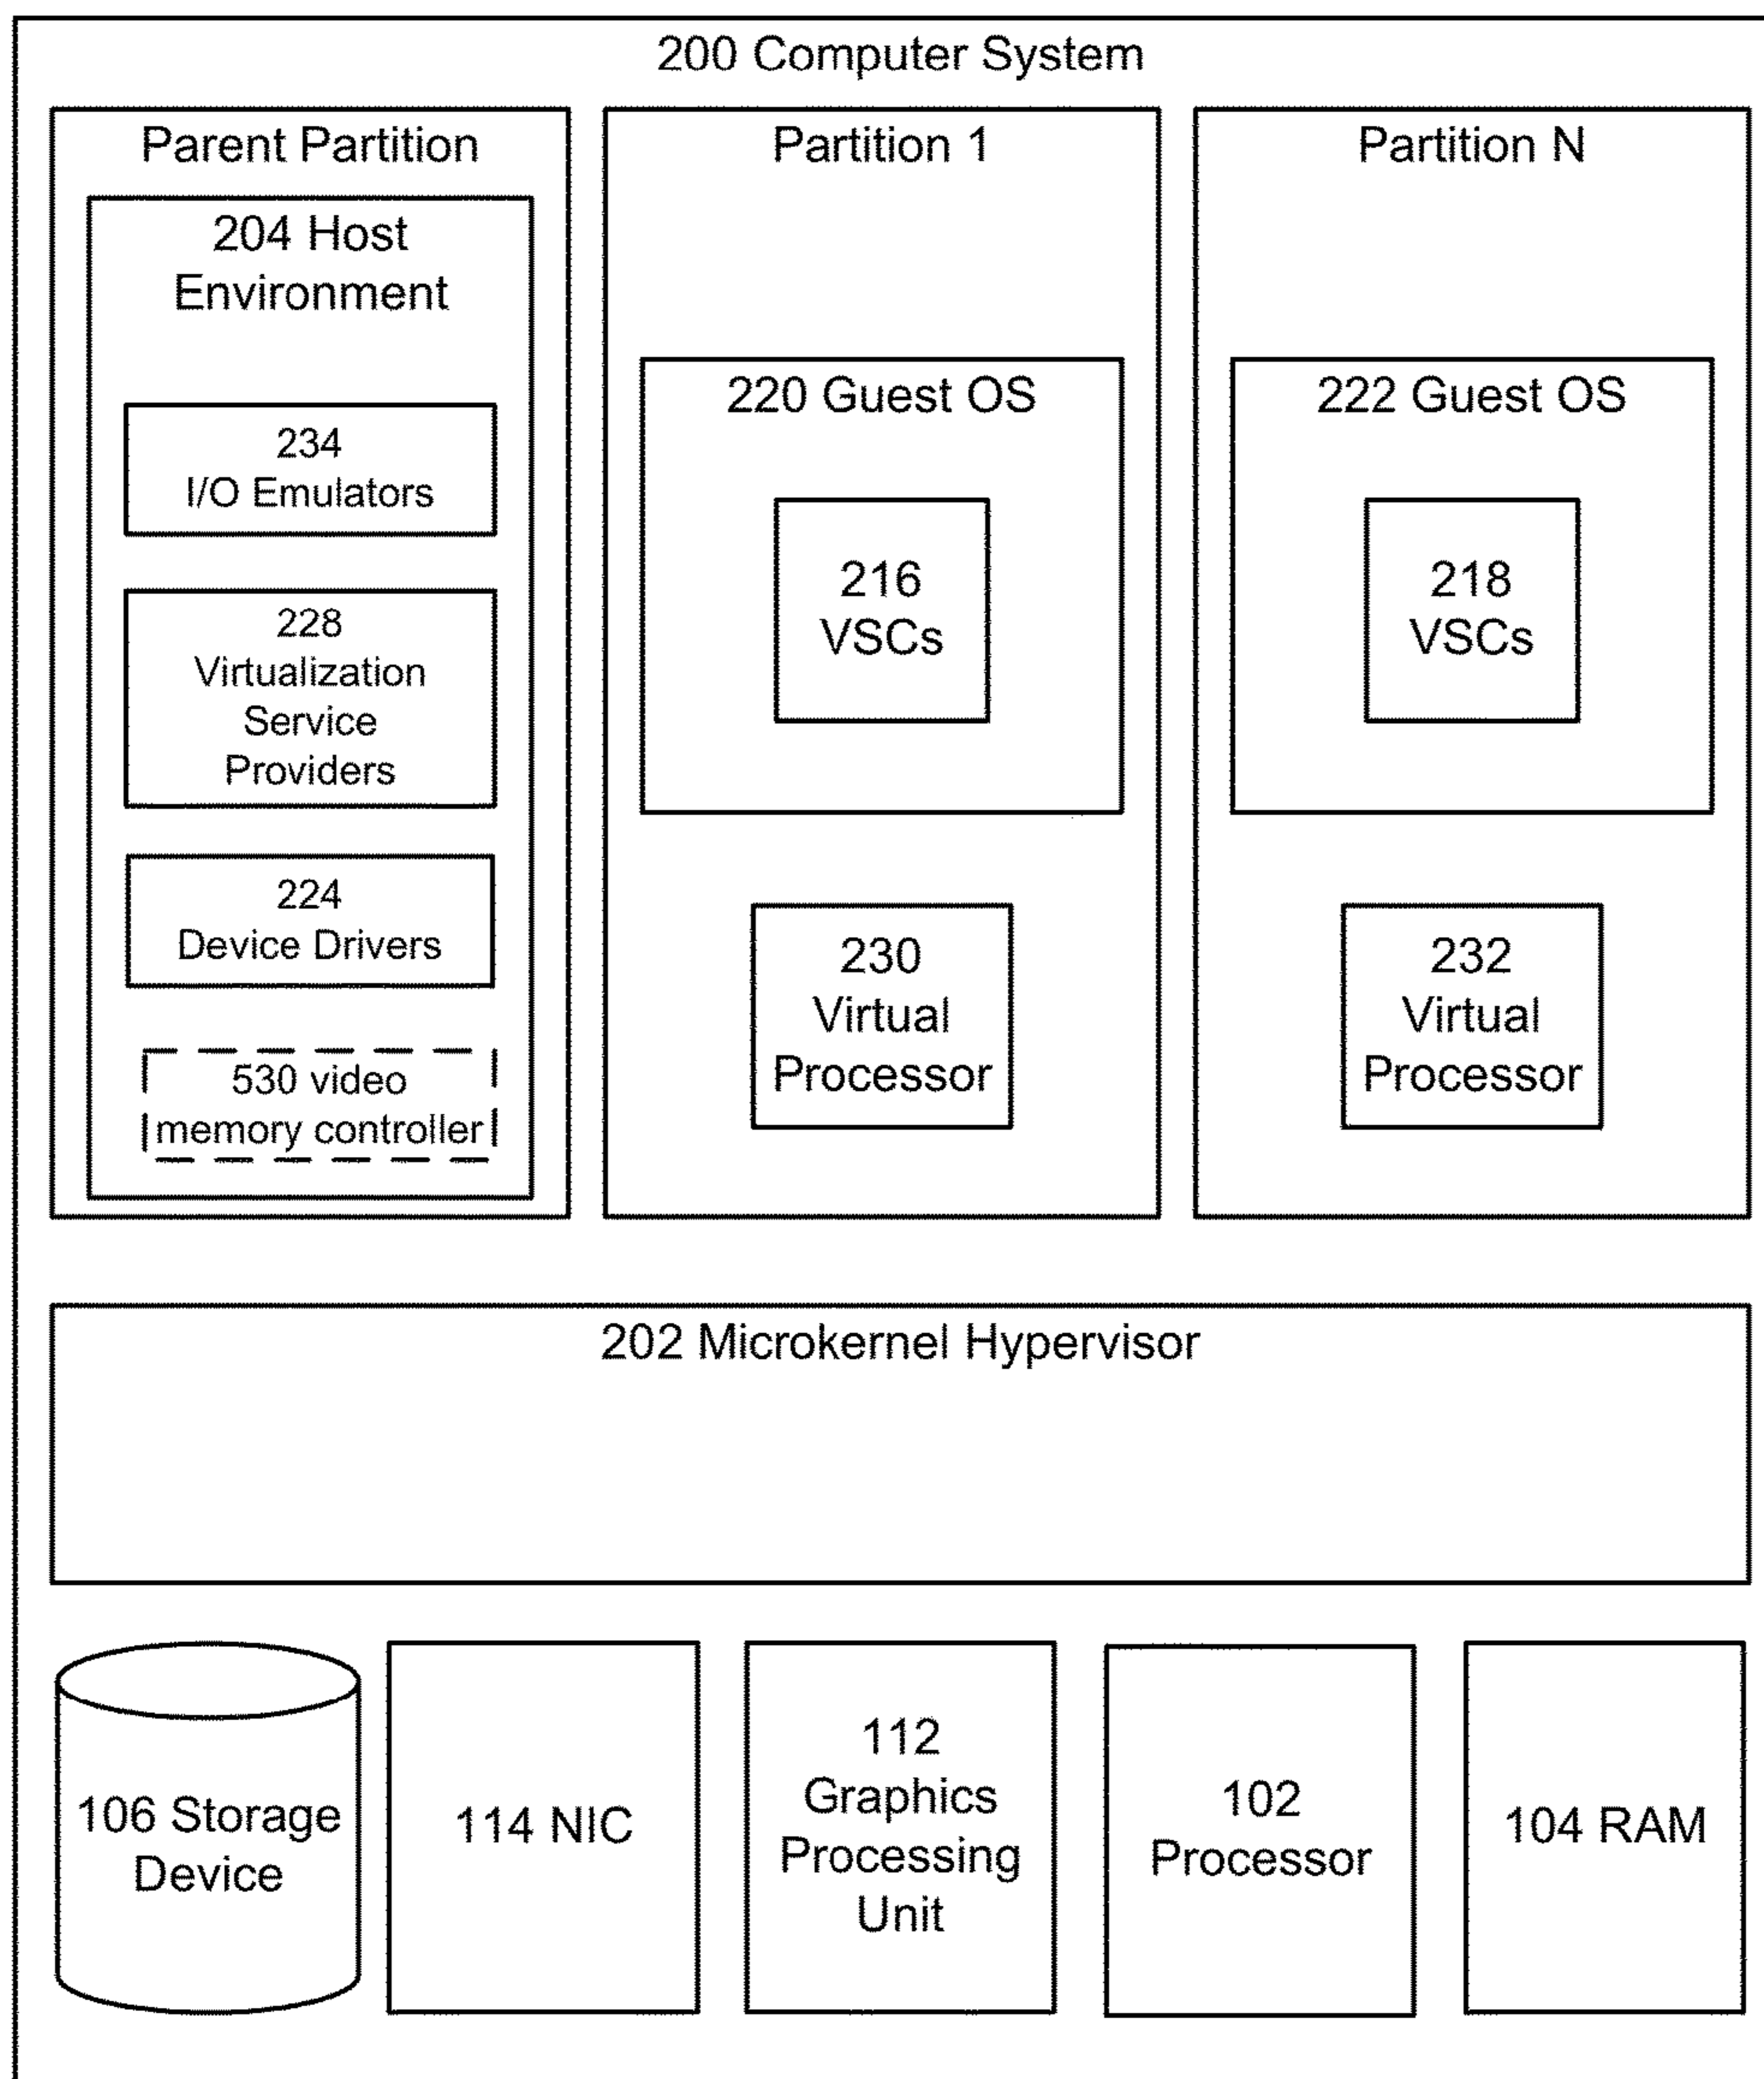 200 Computer System
Parent Partition
204 Host
Environment
234
I/O Emulators
228
Virtualization
Service
Providers
224
Device Drivers
530 video
memory controller
Partition 1
220 Guest OS
216
VSCs
230
Virtual
Processor
Partition N
222 Guest OS
218
VSCs
232
Virtual
Processor
202 Microkernel Hypervisor
106 Storage
Device
114 NIC
112
Graphics
Processing
Unit
102
Processor
104 RAM